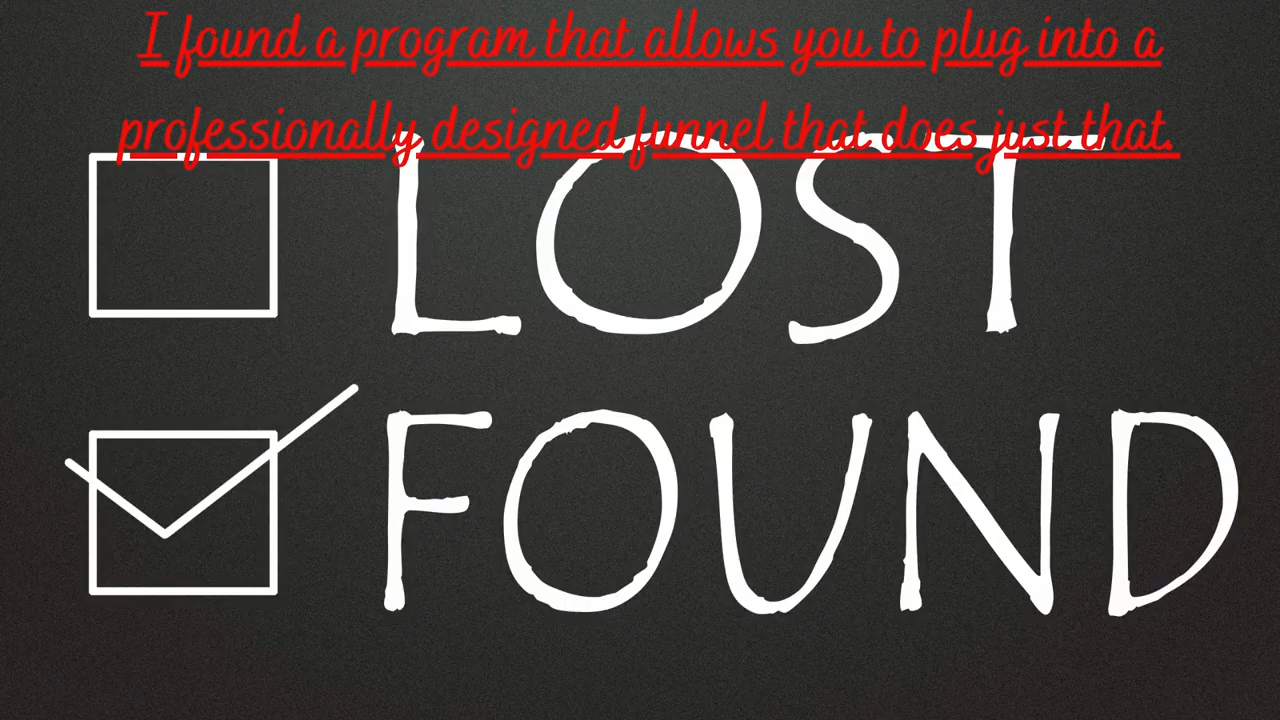 I found a program that allows you to plug into a
professionally designed funnel that does just that.
LOST
FOUND